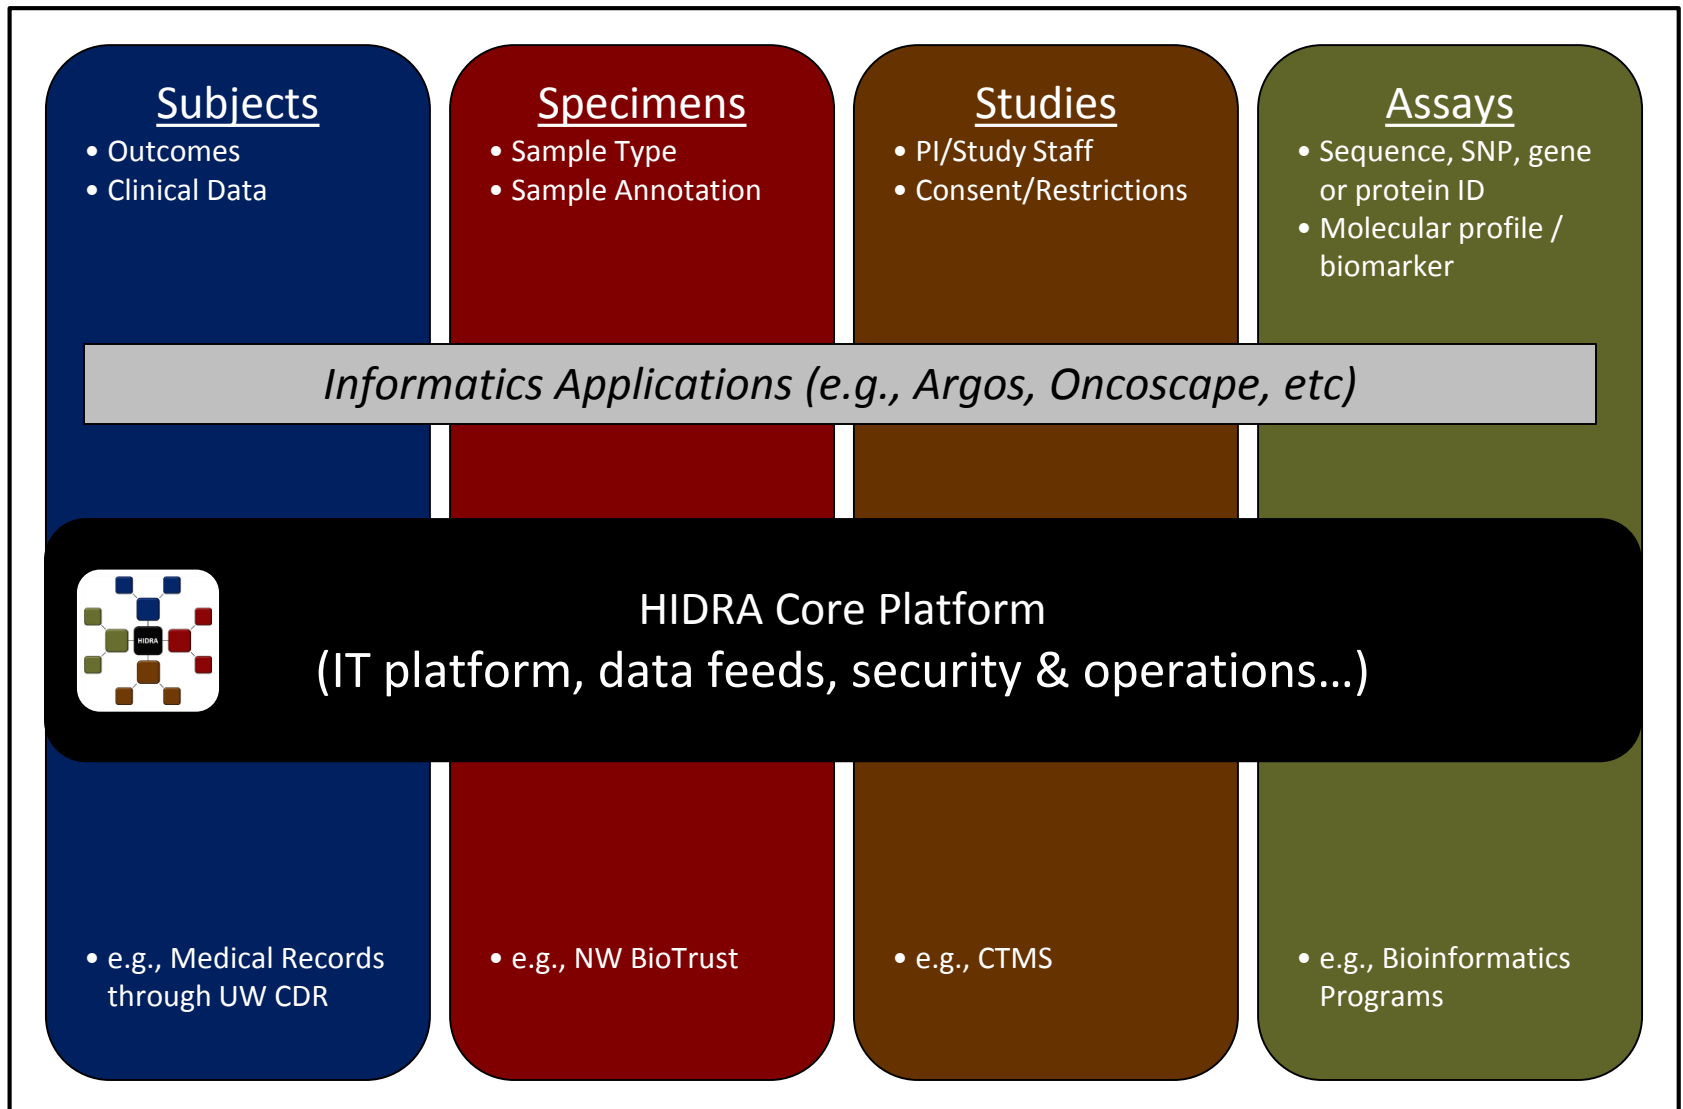 Subjects
• Outcomes
• Clinical Data
Specimens
• Sample Type
• Sample Annotation
Studies
• PI/Study Staff
• Consent/Restrictions
Assays
• Sequence, SNP, gene
or protein ID
• Molecular profile /
biomarker
Informatics Applications (e.g., Argos, Oncoscape, etc)
HIDRA
HIDRA Core Platform
(IT platform, data feeds, security & operations...)
• e.g., Medical Records
through UW CDR
• e.g., NW BioTrust
• e.g., CTMS
• e.g., Bioinformatics
Programs